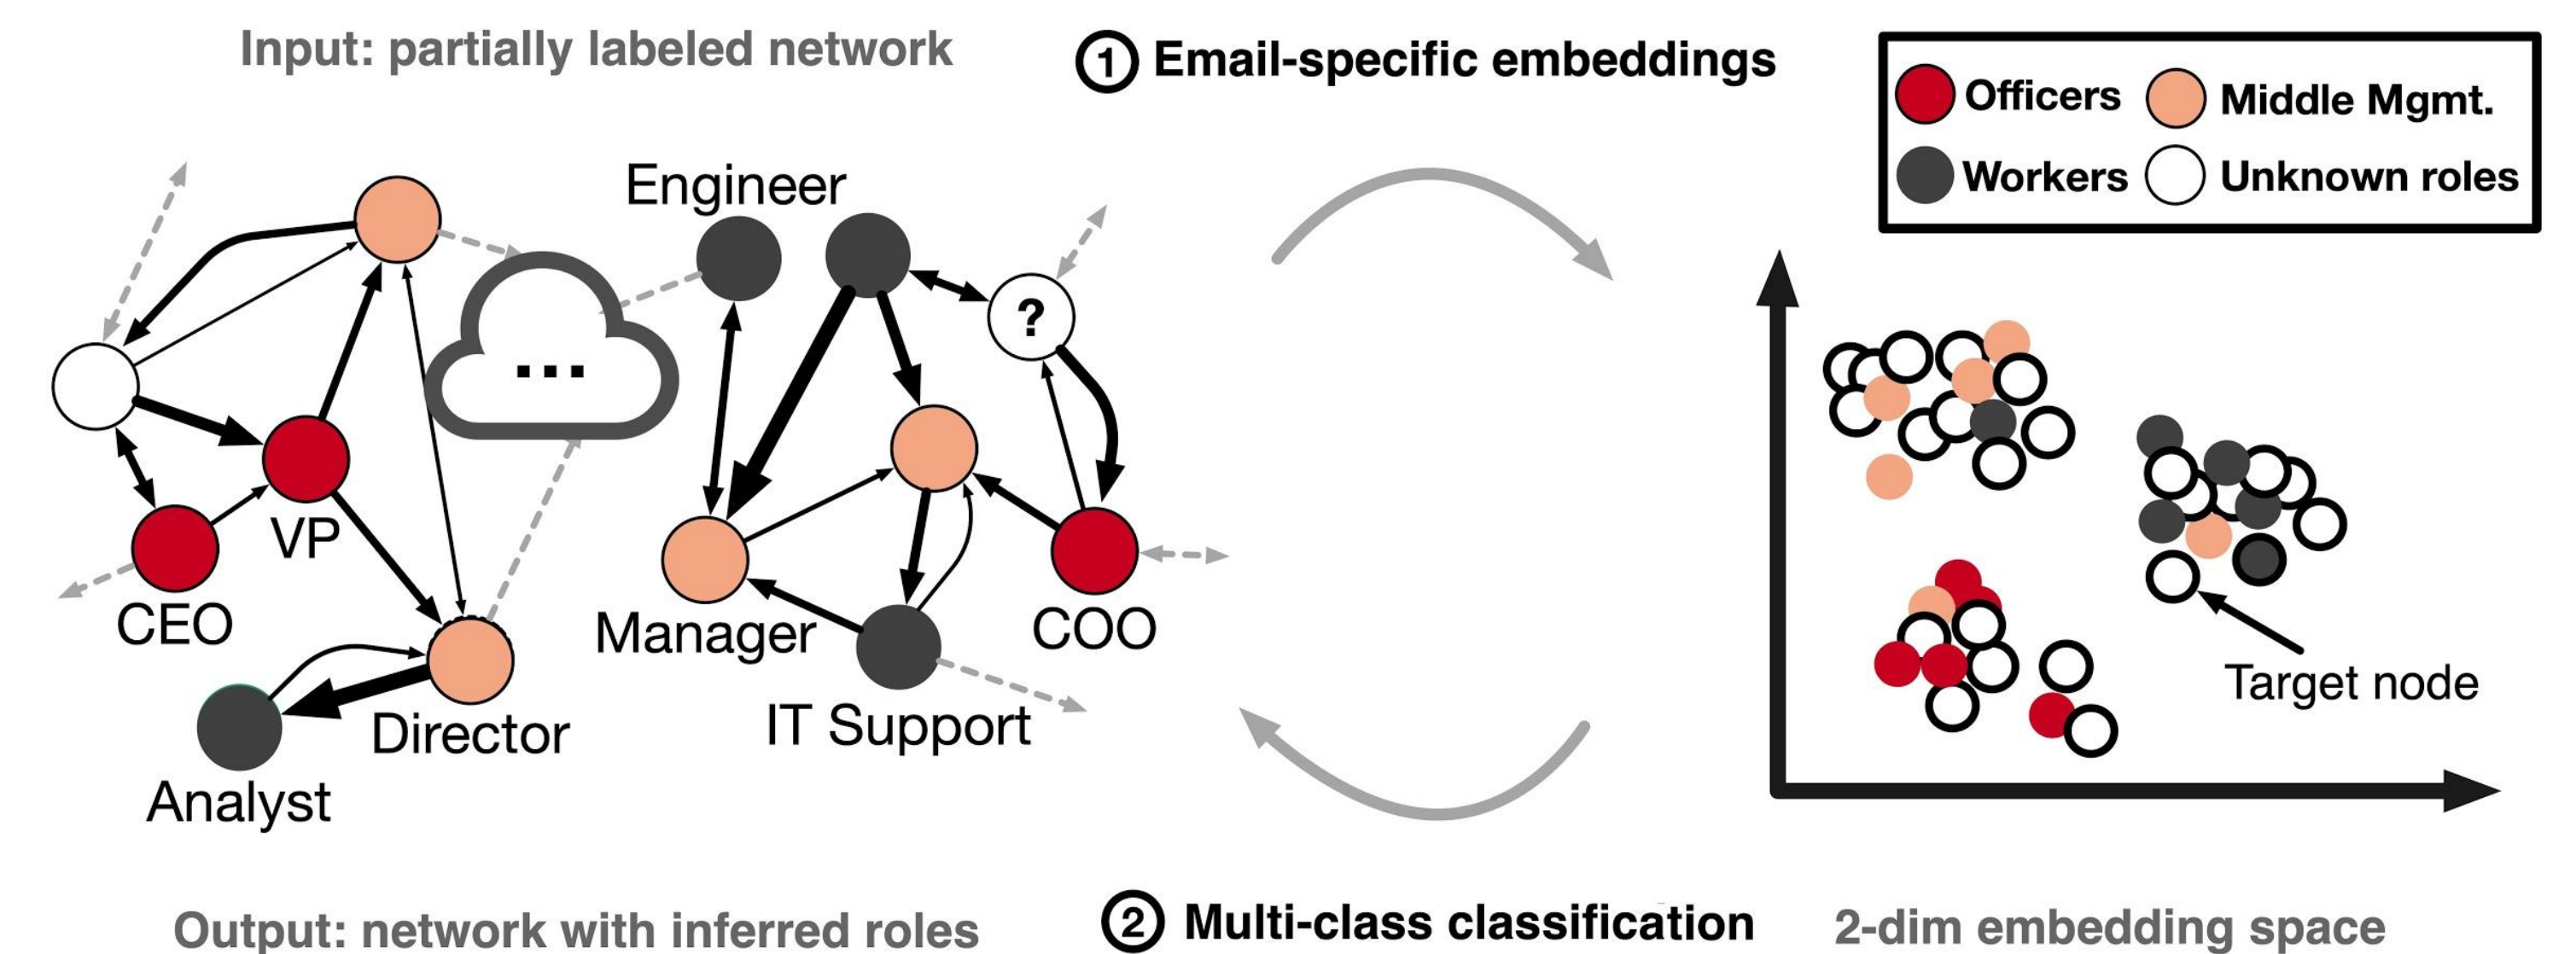 Input: partially labeled network
1 Email-specific embeddings
Officers
Middle Mgmt.
Workers
Unknown roles
Engineer
?
...
VP
CEO
Manager
COO
Director
IT Support
Analyst
Target node
Output: network with inferred roles
2 Multi-class classification
2-dim embedding space